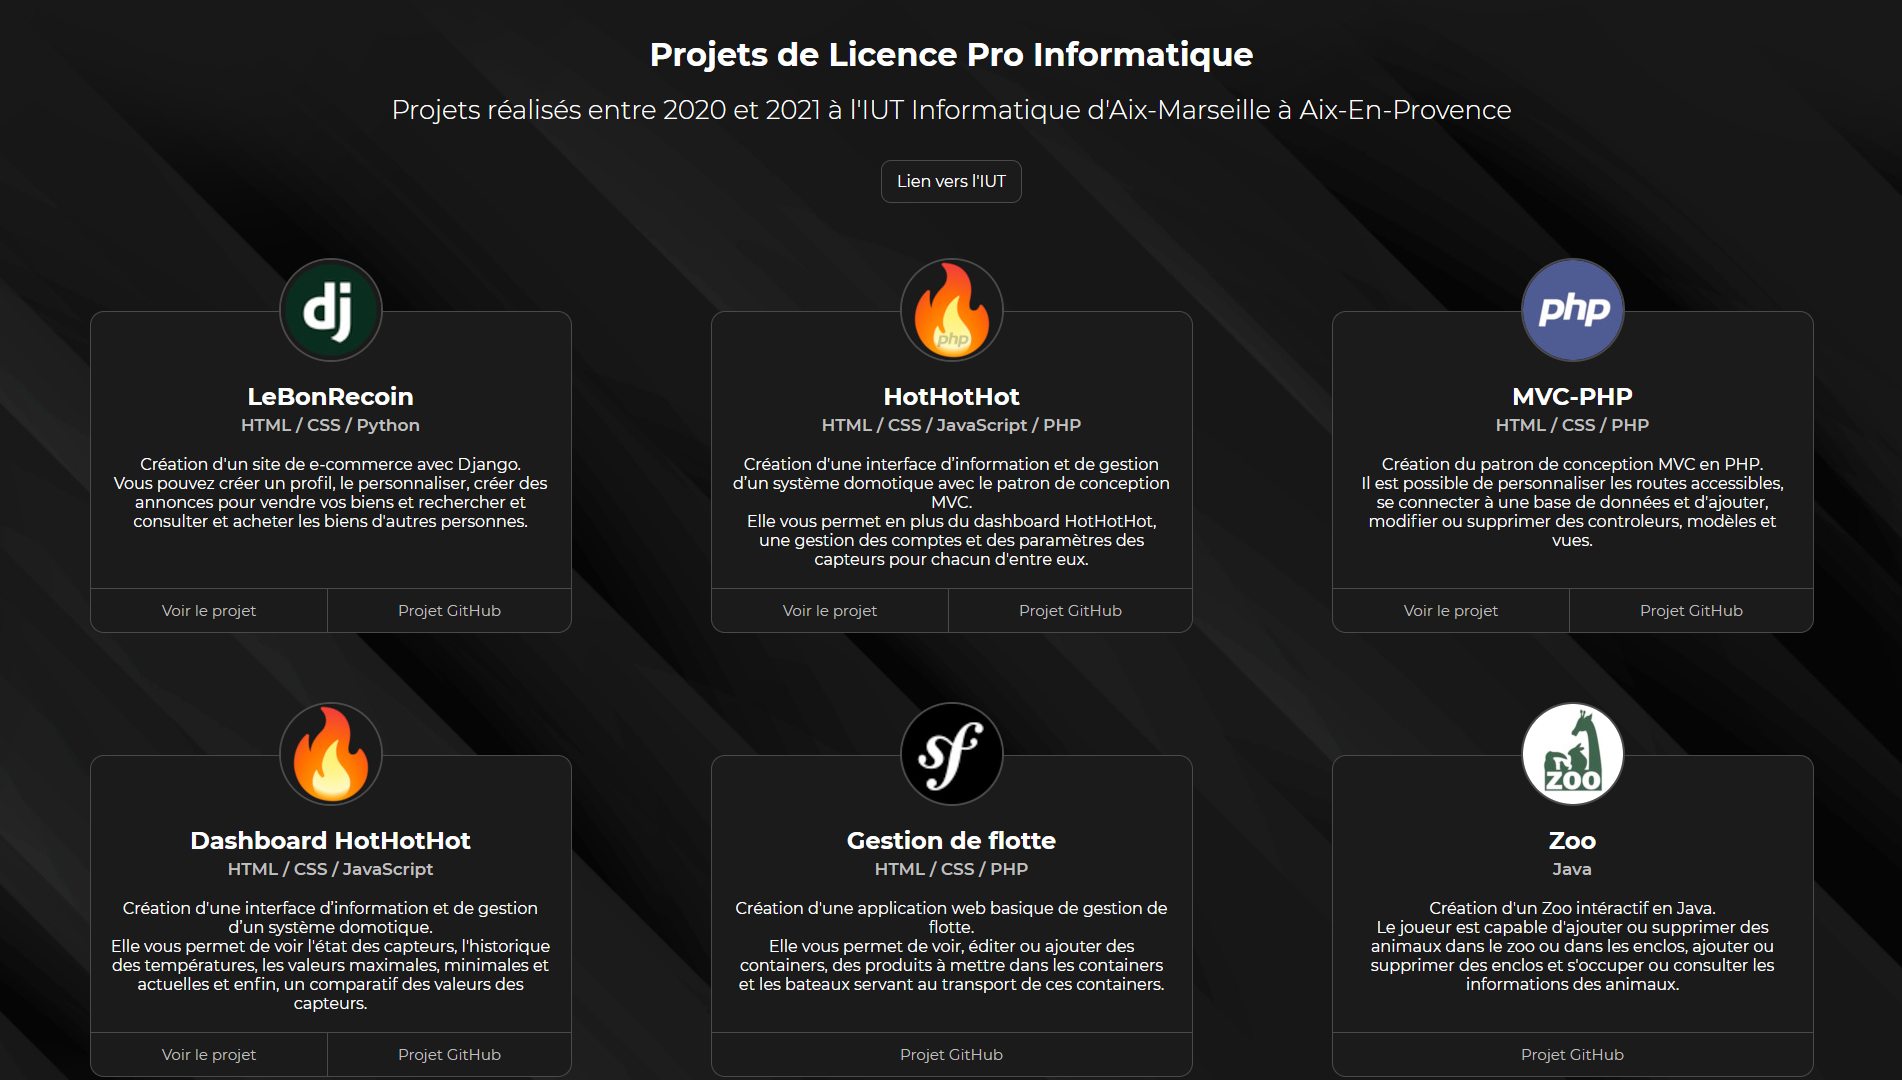 Projets de Licence Pro Informatique
Projets réalisés entre 2020 et 2021 à l'IUT Informatique d'Aix-Marseille à Aix-En-Provence
Lien vers l'IUT
dj
LeBonRecoin
HTML / CSS / Python
Création d'un site de e-commerce avec Django.
Vous pouvez créer un profil, le personnaliser, créer des
annonces pour vendre vos biens et rechercher et
consulter et acheter les biens d'autres personnes.
Voir le projet
Projet GitHub
php
HotHotHot
HTML / CSS / JavaScript / PHP
Création d'une interface d’information et de gestion
d’un système domotique avec le patron de conception
MVC.
Elle vous permet en plus du dashboard HotHotHot,
une gestion des comptes et des paramètres des
capteurs pour chacun d'entre eux.
Voir le projet
Projet GitHub
php
MVC-PHP
HTML / CSS / PHP
Création du patron de conception MVC en PHP.
Il est possible de personnaliser les routes accessibles,
se connecter à une base de données et d'ajouter,
modifier ou supprimer des controleurs, modèles et
vues.
Voir le projet
Projet GitHub
Dashboard HotHotHot
HTML / CSS / JavaScript
Création d'une interface d’information et de gestion
d’un système domotique.
Elle vous permet de voir l'état des capteurs, l'historique
des températures, les valeurs maximales, minimales et
actuelles et enfin, un comparatif des valeurs des
capteurs.
Voir le projet
Projet GitHub
sf
Gestion de flotte
HTML / CSS / PHP
Création d'une application web basique de gestion de
flotte.
Elle vous permet de voir, éditer ou ajouter des
containers, des produits à mettre dans les containers
et les bateaux servant au transport de ces containers.
Projet GitHub
ZOO
Zoo
Java
Création d'un Zoo intéractif en Java.
Le joueur est capable d'ajouter ou supprimer des
animaux dans le zoo ou dans les enclos, ajouter ou
supprimer des enclos et s'occuper ou consulter les
informations des animaux.
Projet GitHub